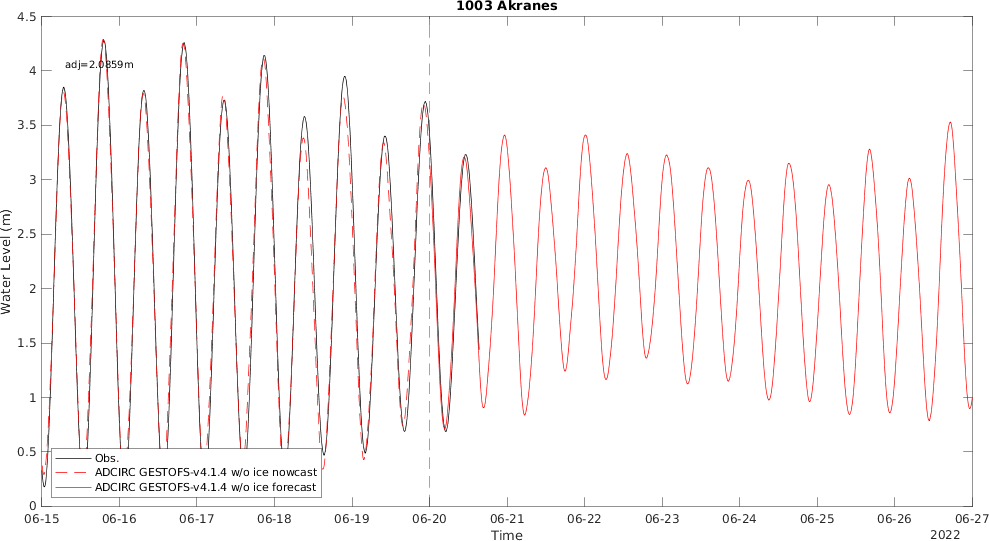 1003 Akranes
4.5
4
3.5
3
2.5
2
1.5
1
0.5
0
Water Level (m)
adj=2.0859m
Obs.
ADCIRC GESTOFS-v4.1.4 w/o ice nowcast
ADCIRC GESTOFS-v4.1.4 w/o ice forecast
06-15 06-16 06-17 06-18 06-19 06-20 06-21 06-22 06-23 06-24 06-25 06-26 06-27
Time
2022